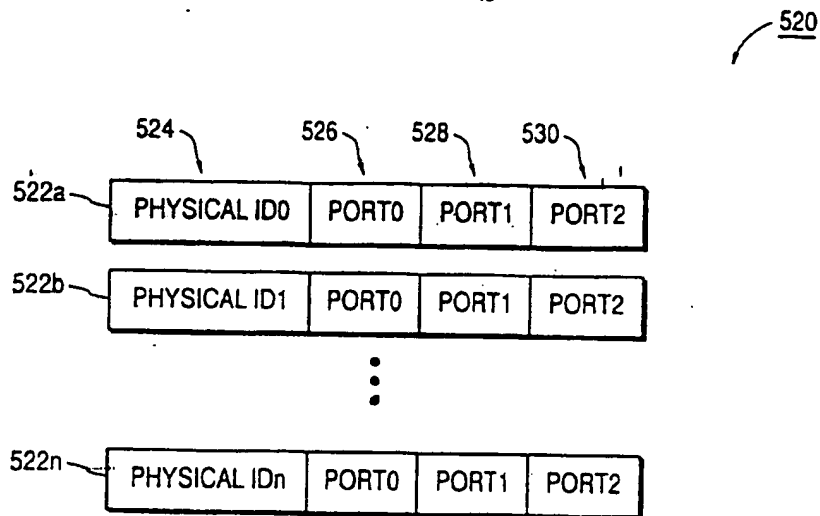 520
524 526 528 530
522a PHYSICAL ID0 PORT0 PORT1 PORT2
522b PHYSICAL ID1 PORT0 PORT1 PORT2
522n PHYSICAL IDn PORT0 PORT1 PORT2